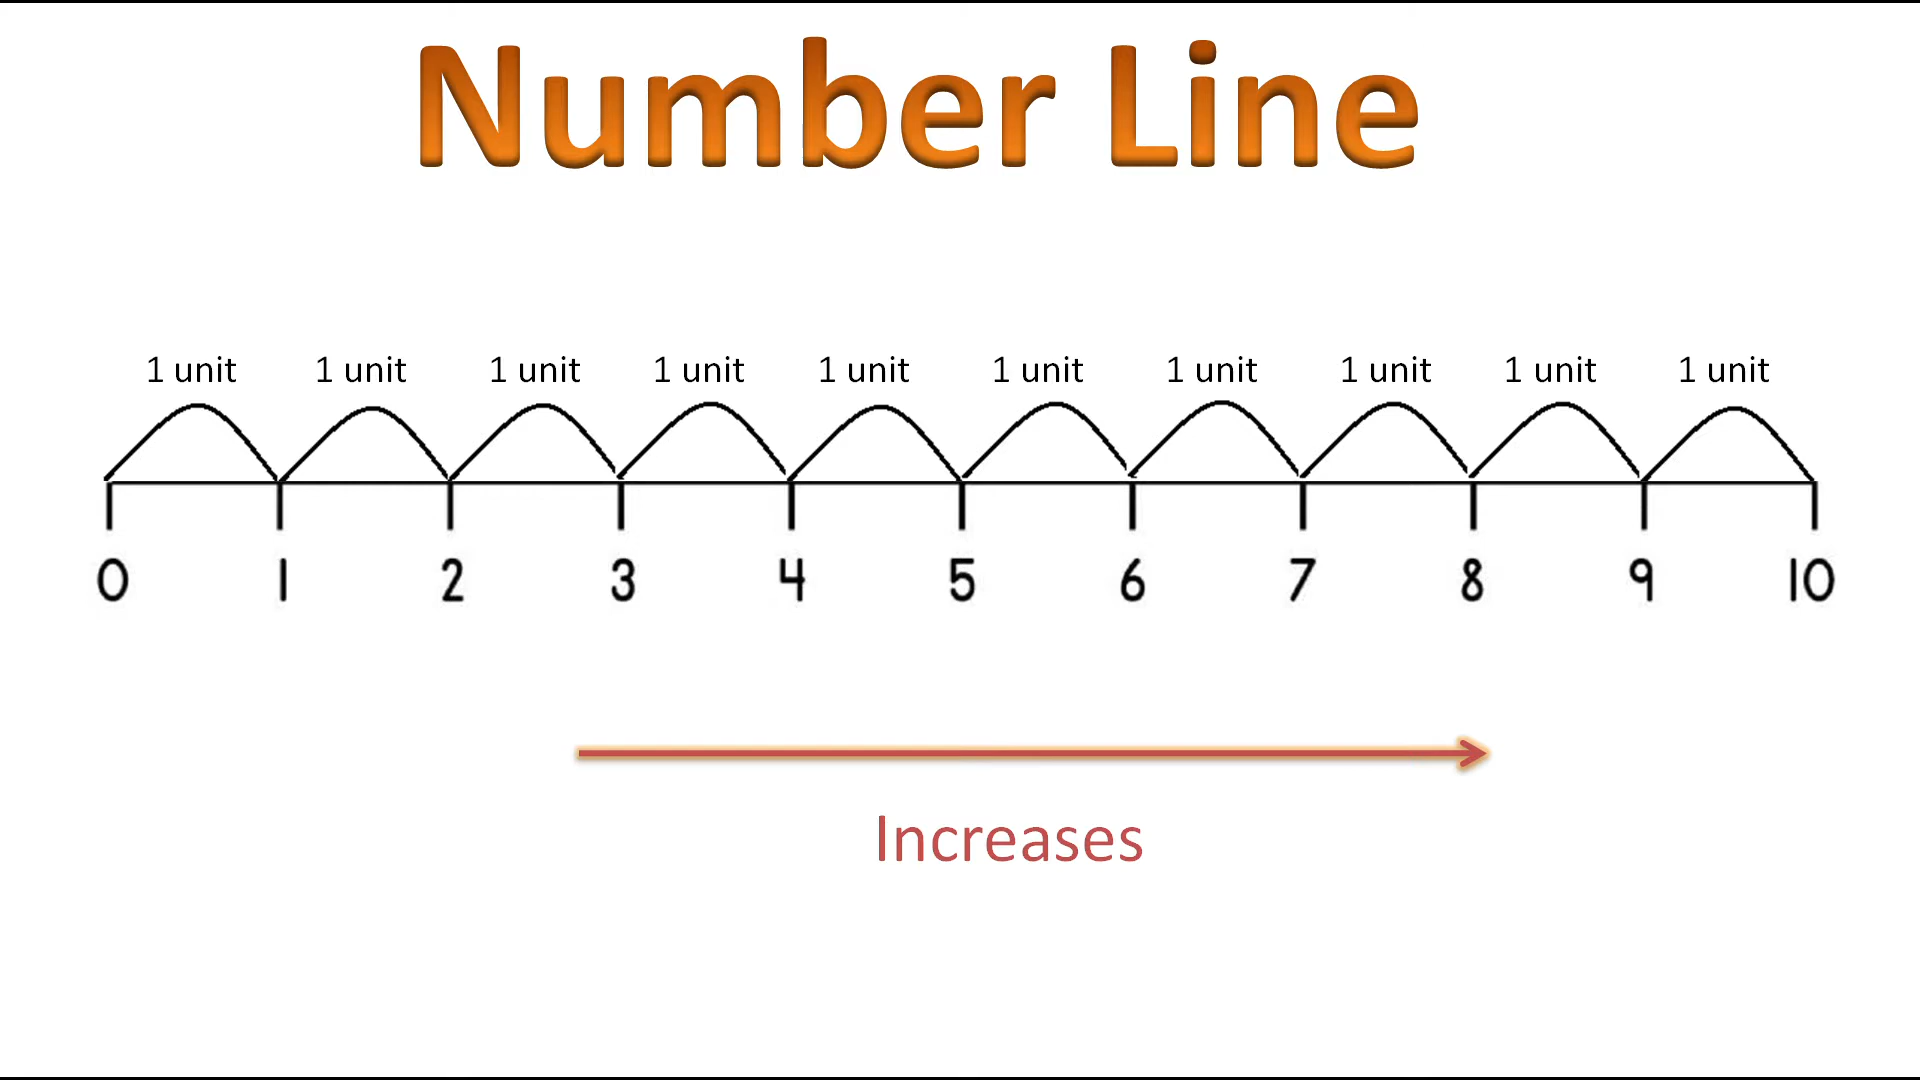 Number Line
1 unit 1 unit 1 unit 1 unit 1 unit 1 unit 1 unit 1 unit 1 unit 1 unit
0 1 2 3 4 5 6 7 8 9 10
Increases